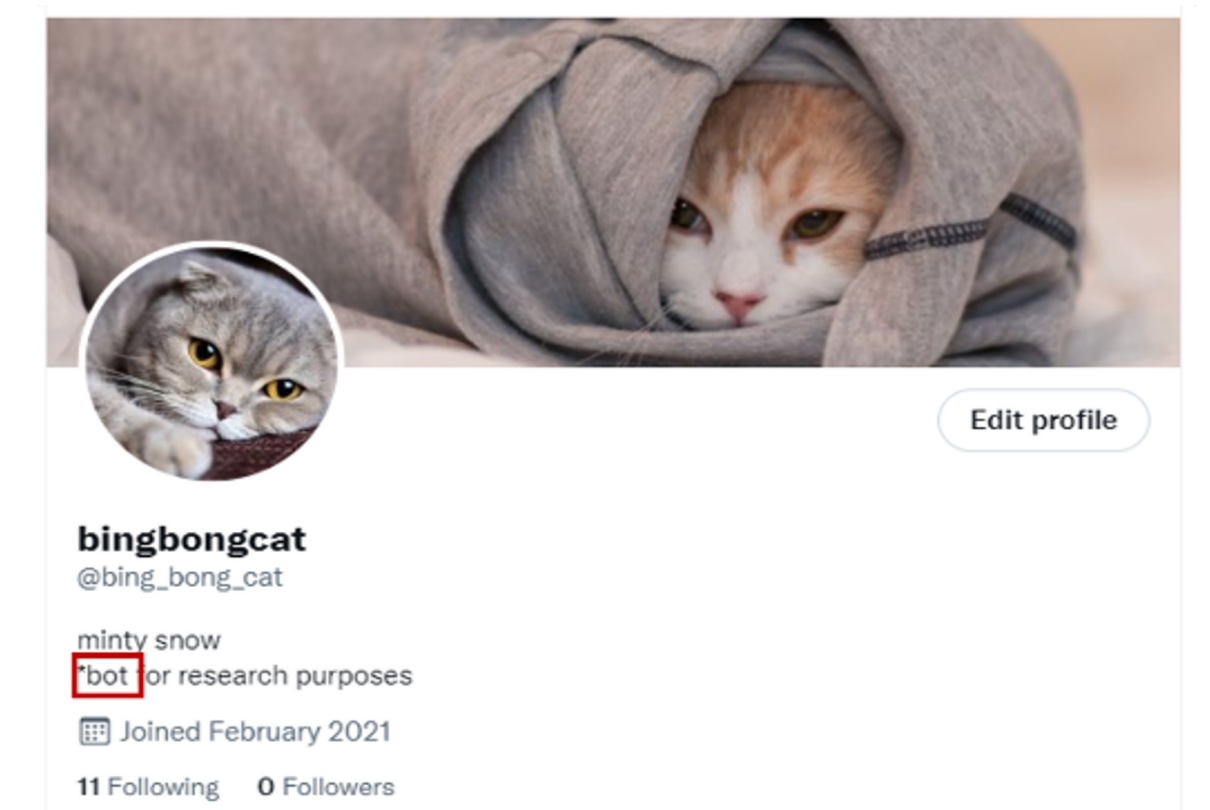 Edit profile
bingbongcat
@bing_bong_cat
minty snow
*bot for research purposes
Joined February 2021
11 Following 0 Followers